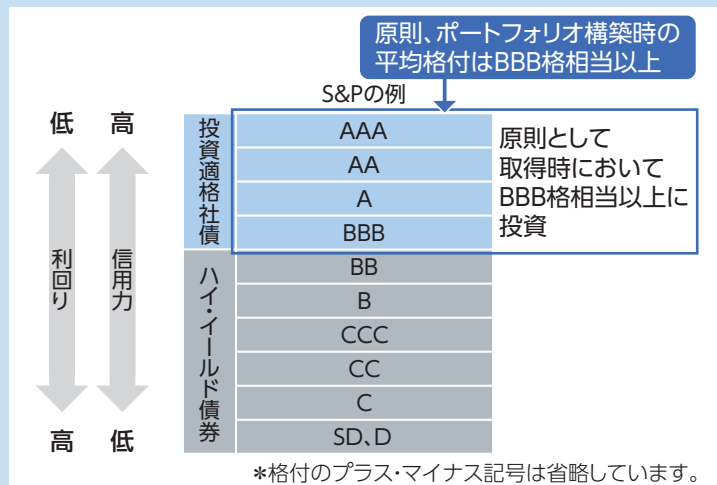 原則、ポートフォリオ構築時の
平均格付はBBB格相当以上
S&Pの例
低 高
利回り
信用力
高 低
投資適格社債
AAA
AA
A
BBB
原則として
取得時において
BBB格相当以上に
投資
ハイ・イールド債券
BB
B
CCC
CC
C
SD、D
*格付のプラス・マイナス記号は省略しています。